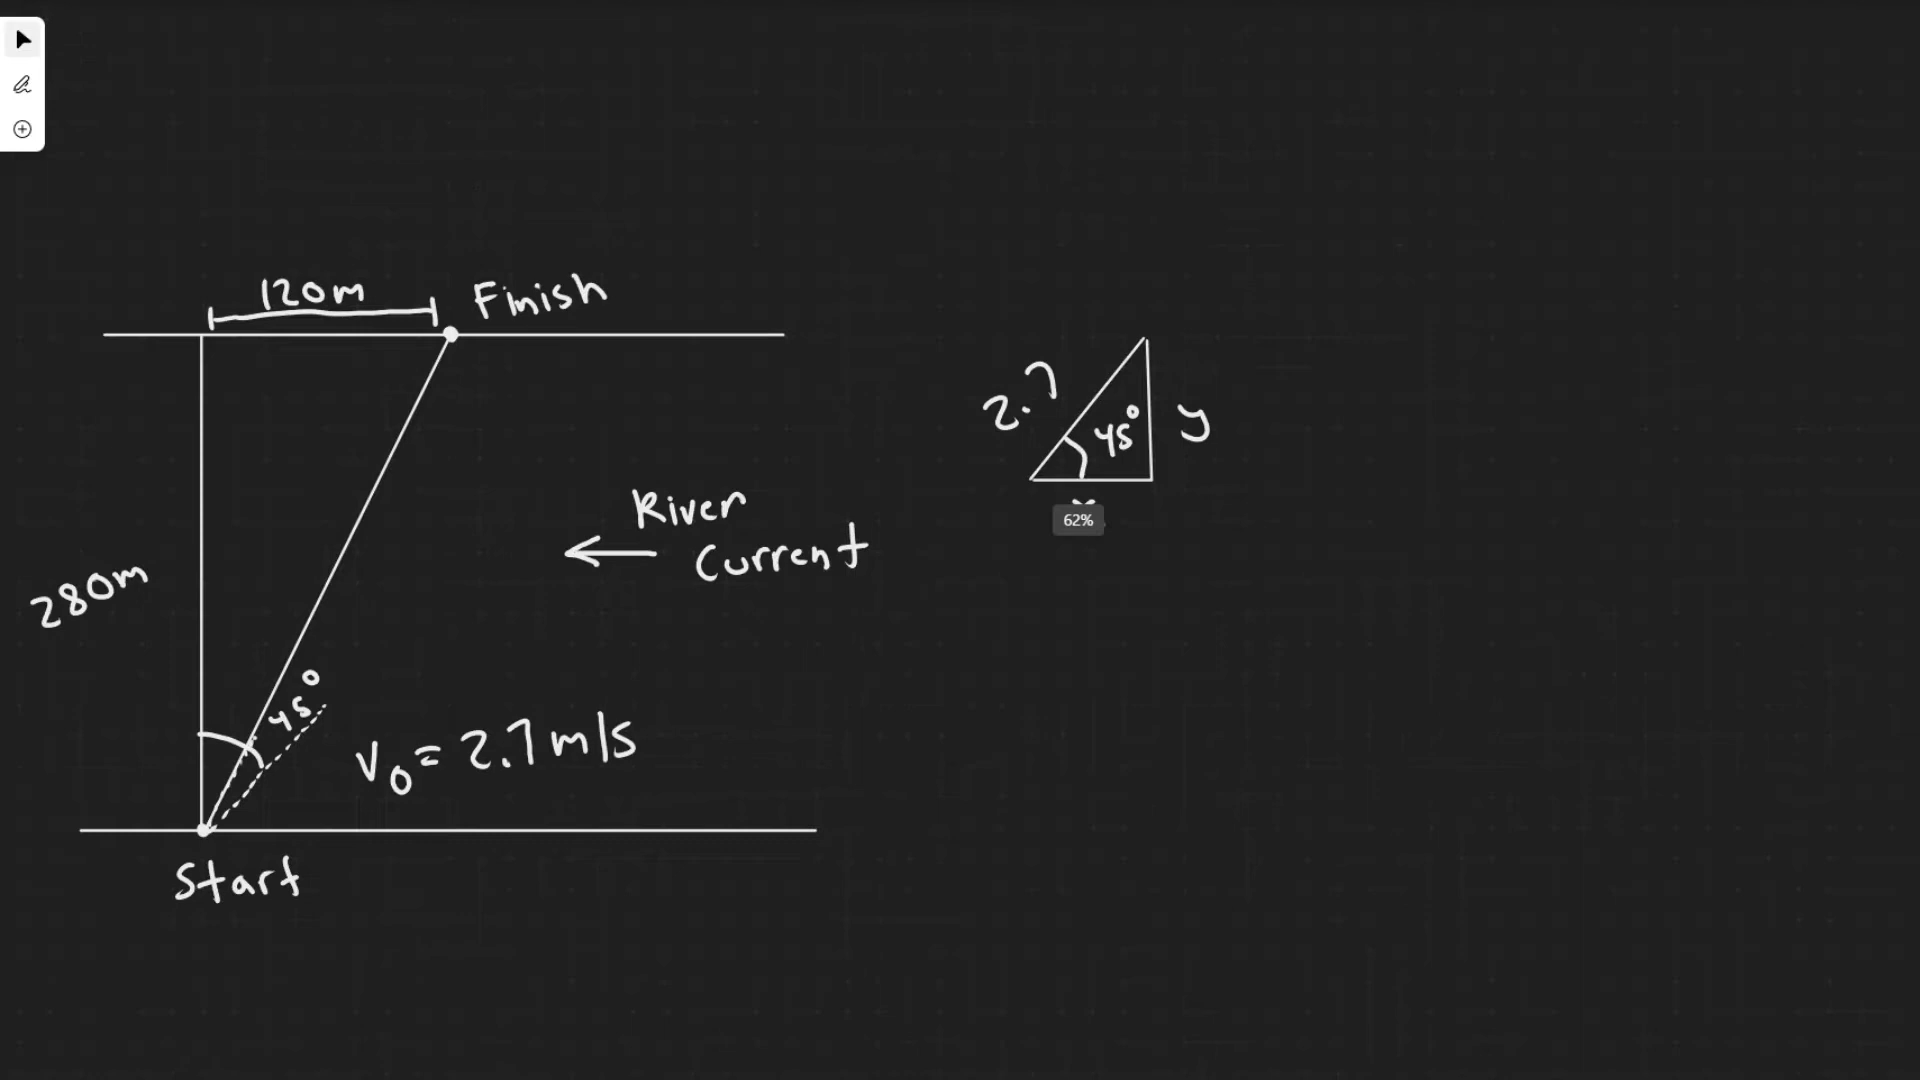 120m
Finish
2.7
45°
y
River
Current
280m
45°
V₀ = 2.7m/s
Start
62%